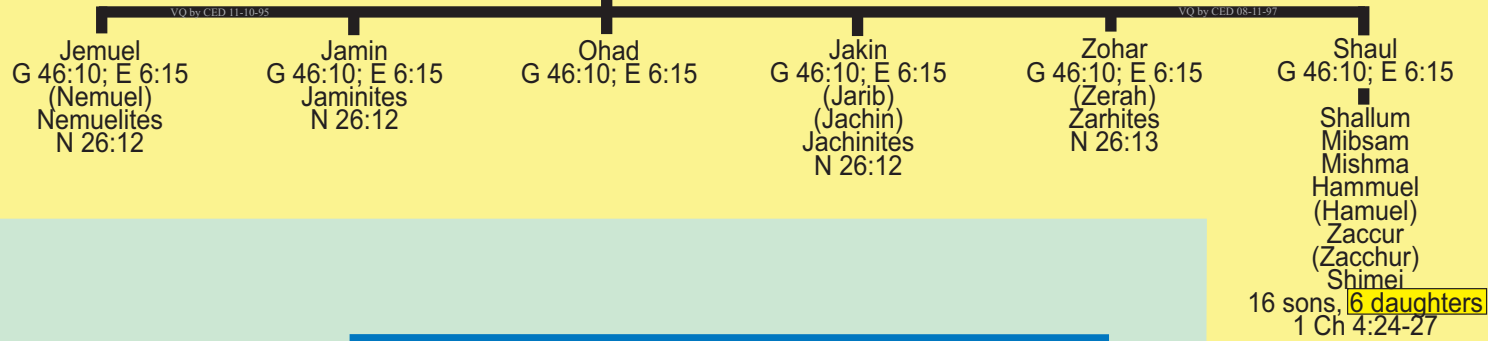 VQ by CED 11-10-95
VQ by CED 08-11-97
Jemuel
G 46:10; E 6:15
(Nemuel)
Nemuelites
N 26:12
Jamin
G 46:10; E 6:15
Jaminites
N 26:12
Ohad
G 46:10; E 6:15
Jakin
G 46:10; E 6:15
(Jarib)
(Jachin)
Jachinites
N 26:12
Zohar
G 46:10; E 6:15
(Zerah)
Zarhites
N 26:13
Shaul
G 46:10; E 6:15
Shallum
Mibsam
Mishma
Hammuel
(Hamuel)
Zaccur
(Zacchur)
Shimei
16 sons, 6 daughters
1 Ch 4:24-27